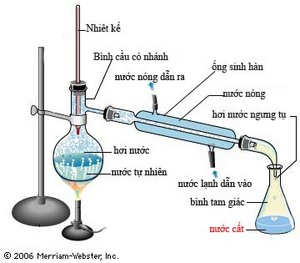 Nhiêt kế
Bình cầu có nhánh
nước nóng dẫn ra
ống sinh hàn
nước nóng
hơi nước ngưng tụ
hơi nước
nước tự nhiên
nước lạnh dẫn vào
bình tam giác
nước cất
© 2006 Merriam-Webster, Inc.